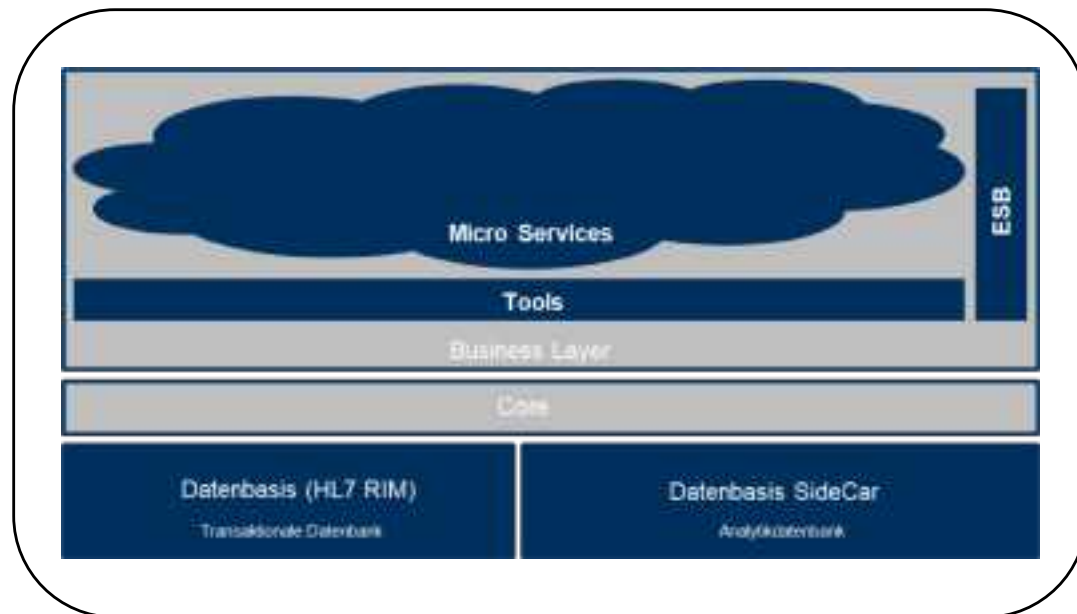 Micro Services
ESB
Tools
Business Layer
Core
Datenbasis (HL7 RIM)
Transaktionale Datenbank
Datenbasis SideCar
Analytikdatenbank